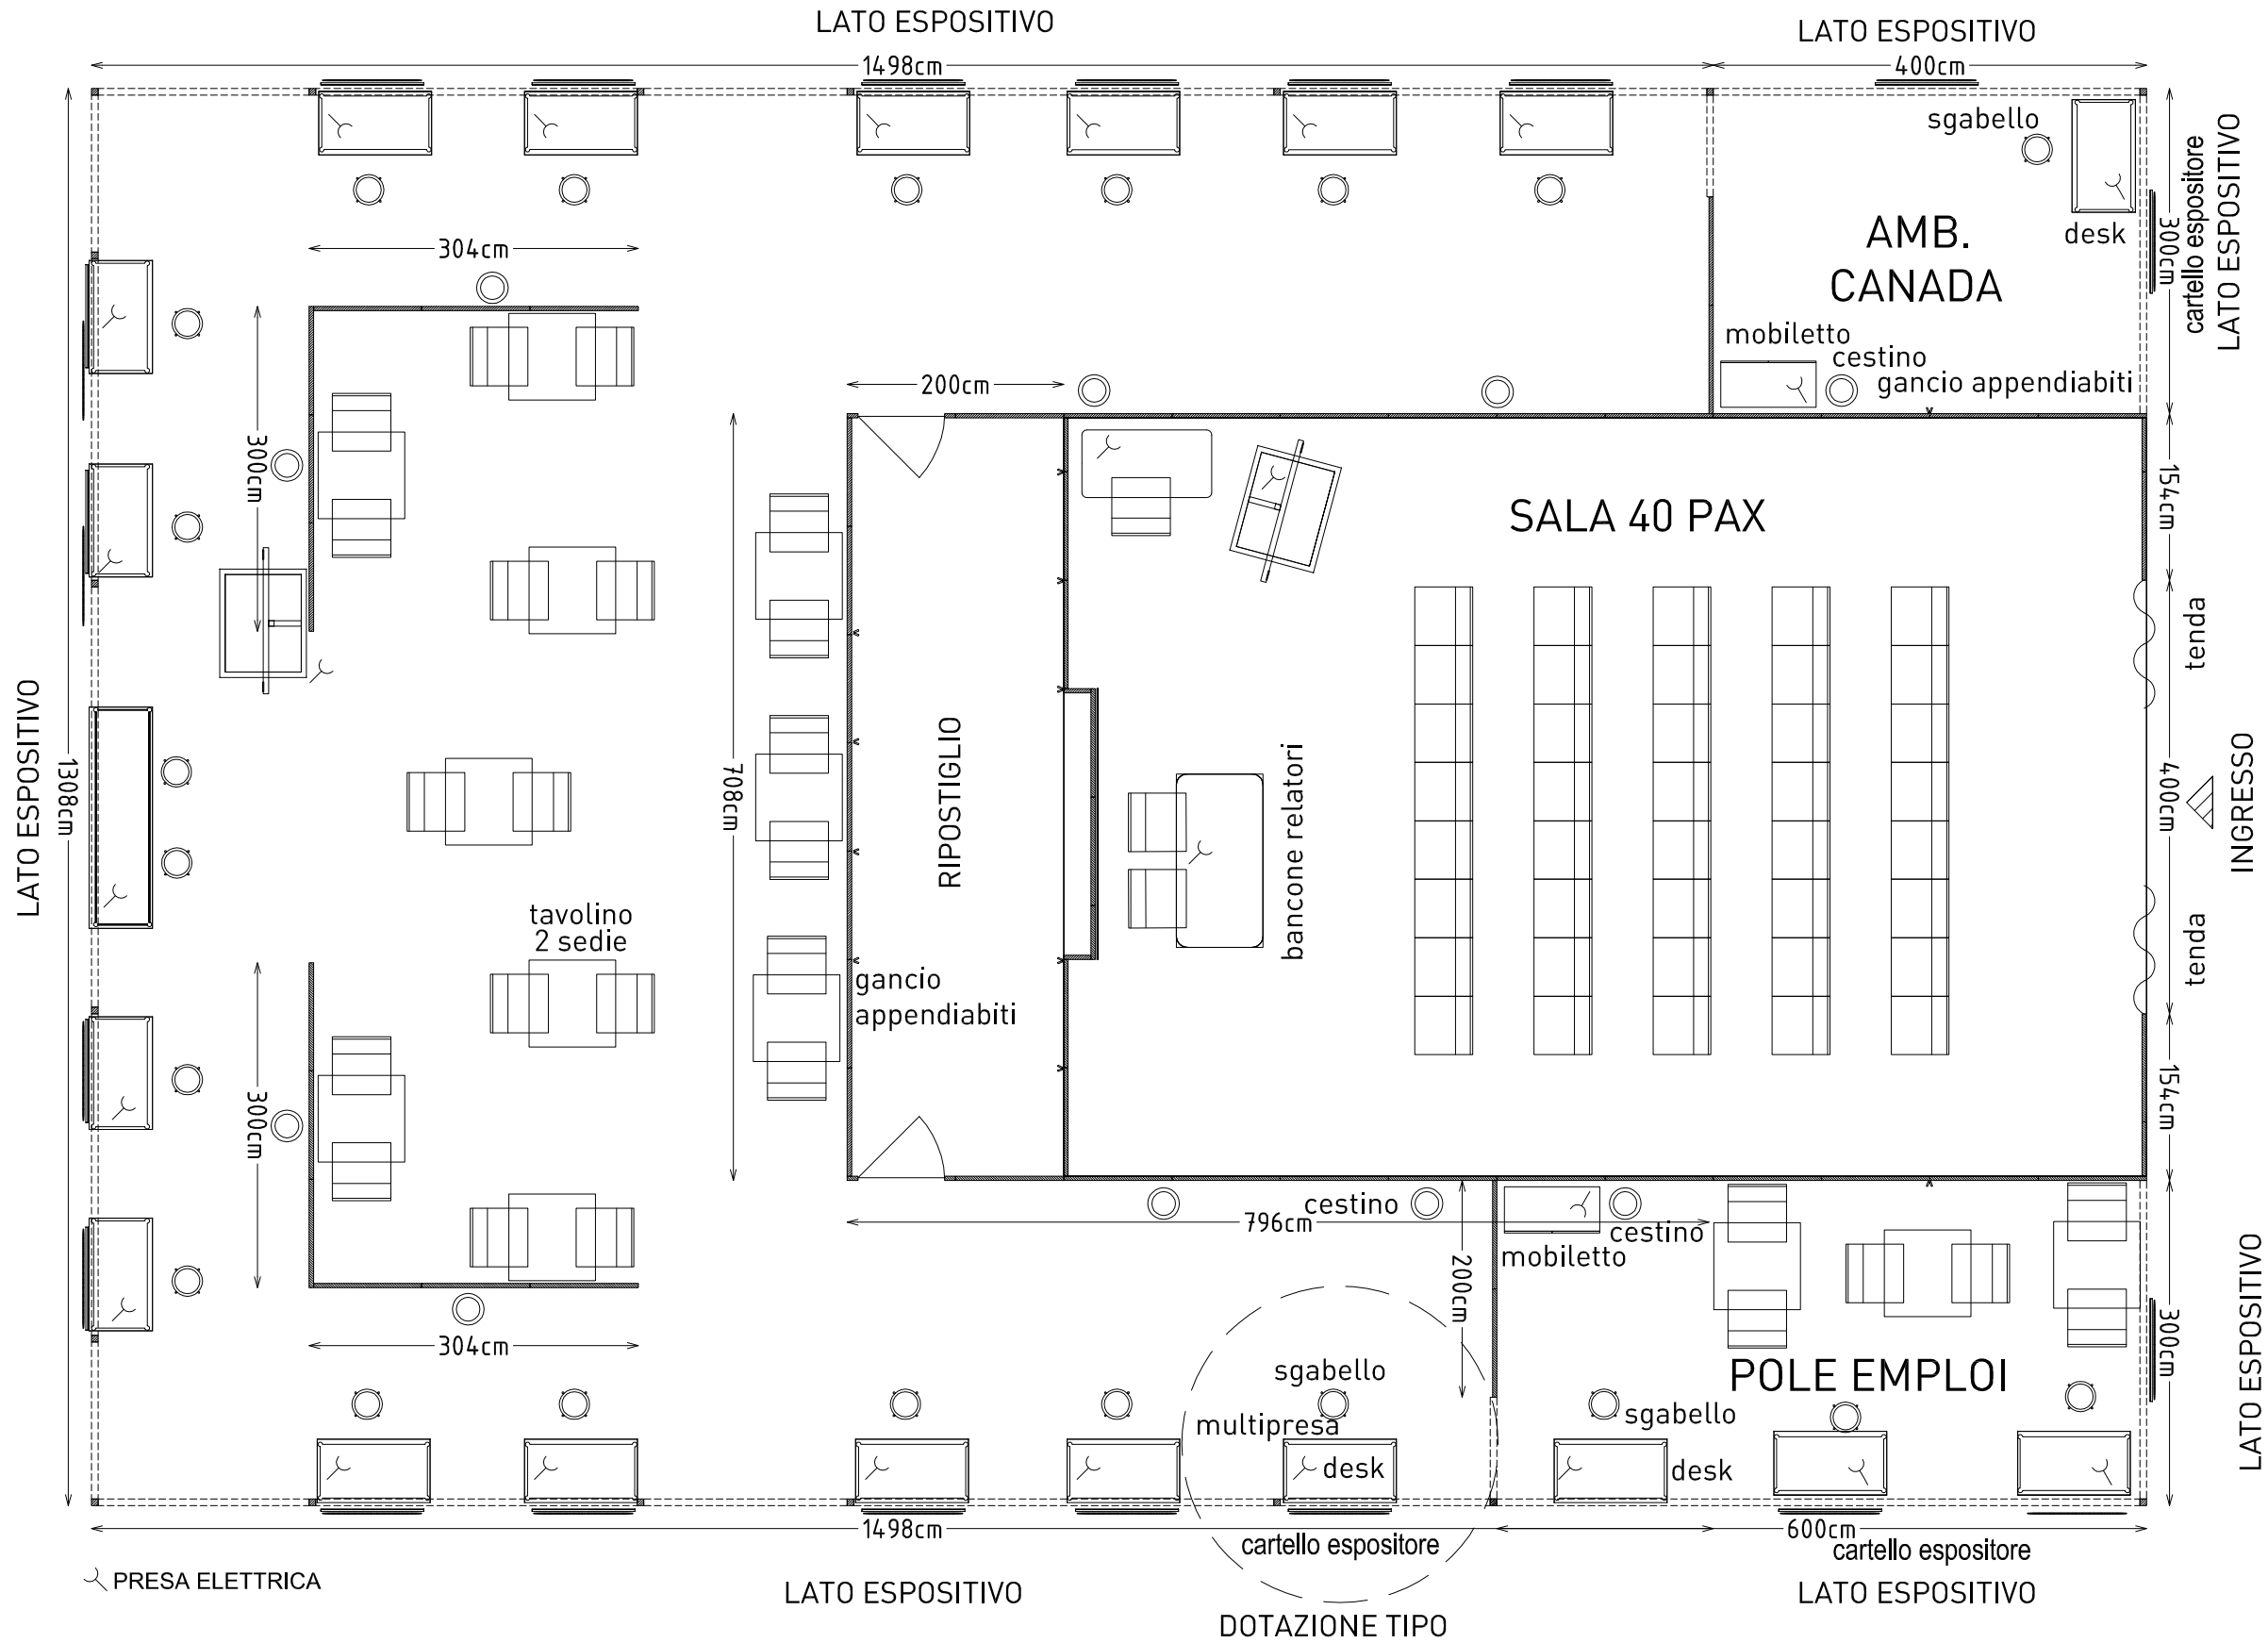 LATO ESPOSITIVO
LATO ESPOSITIVO
1498cm
400cm
sgabello
cartello espositore
LATO ESPOSITIVO
300cm
desk
AMB.
CANADA
304cm
mobiletto
cestino
gancio appendiabiti
200cm
300cm
154cm
SALA 40 PAX
tenda
LATO ESPOSITIVO
1308cm
708cm
RIPOSTIGLIO
bancone relatori
400cm
INGRESSO
tavolino
2 sedie
tenda
gancio
appendiabiti
300cm
154cm
cestino
796cm
cestino
mobiletto
200cm
300cm
LATO ESPOSITIVO
304cm
sgabello
POLE EMPLOI
sgabello
multipresa
desk
desk
1498cm
600cm
cartello espositore
cartello espositore
PRESA ELETTRICA
LATO ESPOSITIVO
LATO ESPOSITIVO
DOTAZIONE TIPO